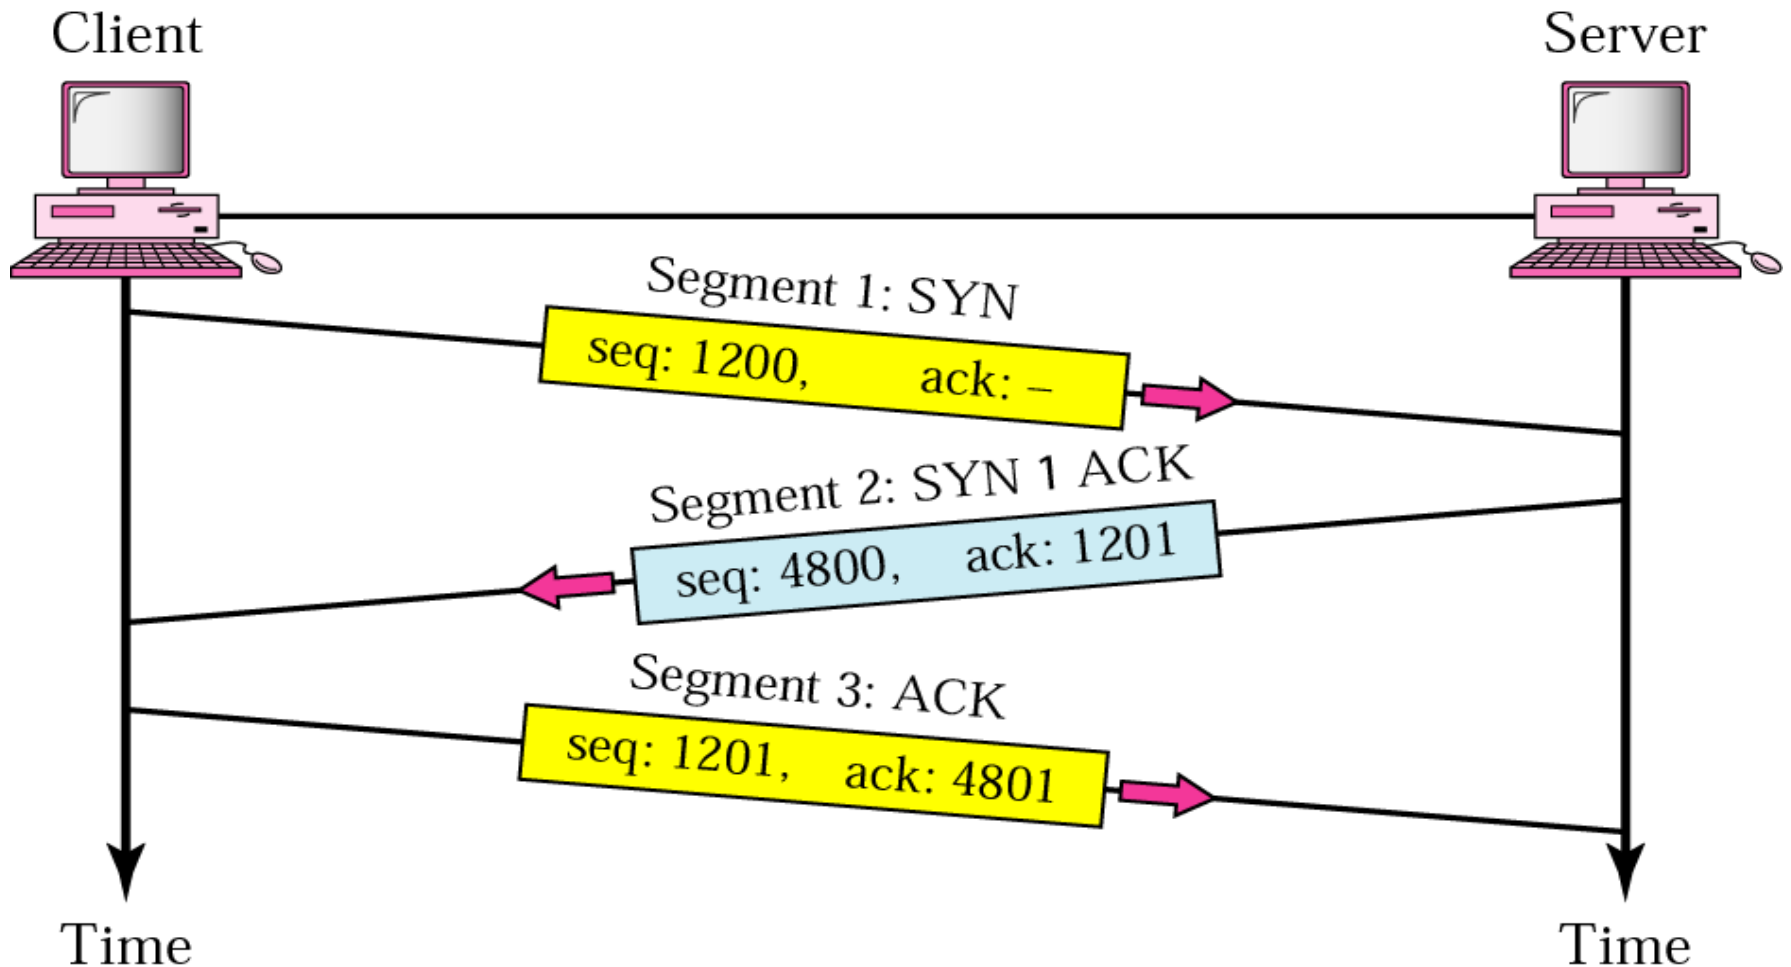 Client
Server
Segment 1: SYN
seq: 1200, ack: –
Segment 2: SYN 1 ACK
seq: 4800, ack: 1201
Segment 3: ACK
seq: 1201, ack: 4801
Time
Time